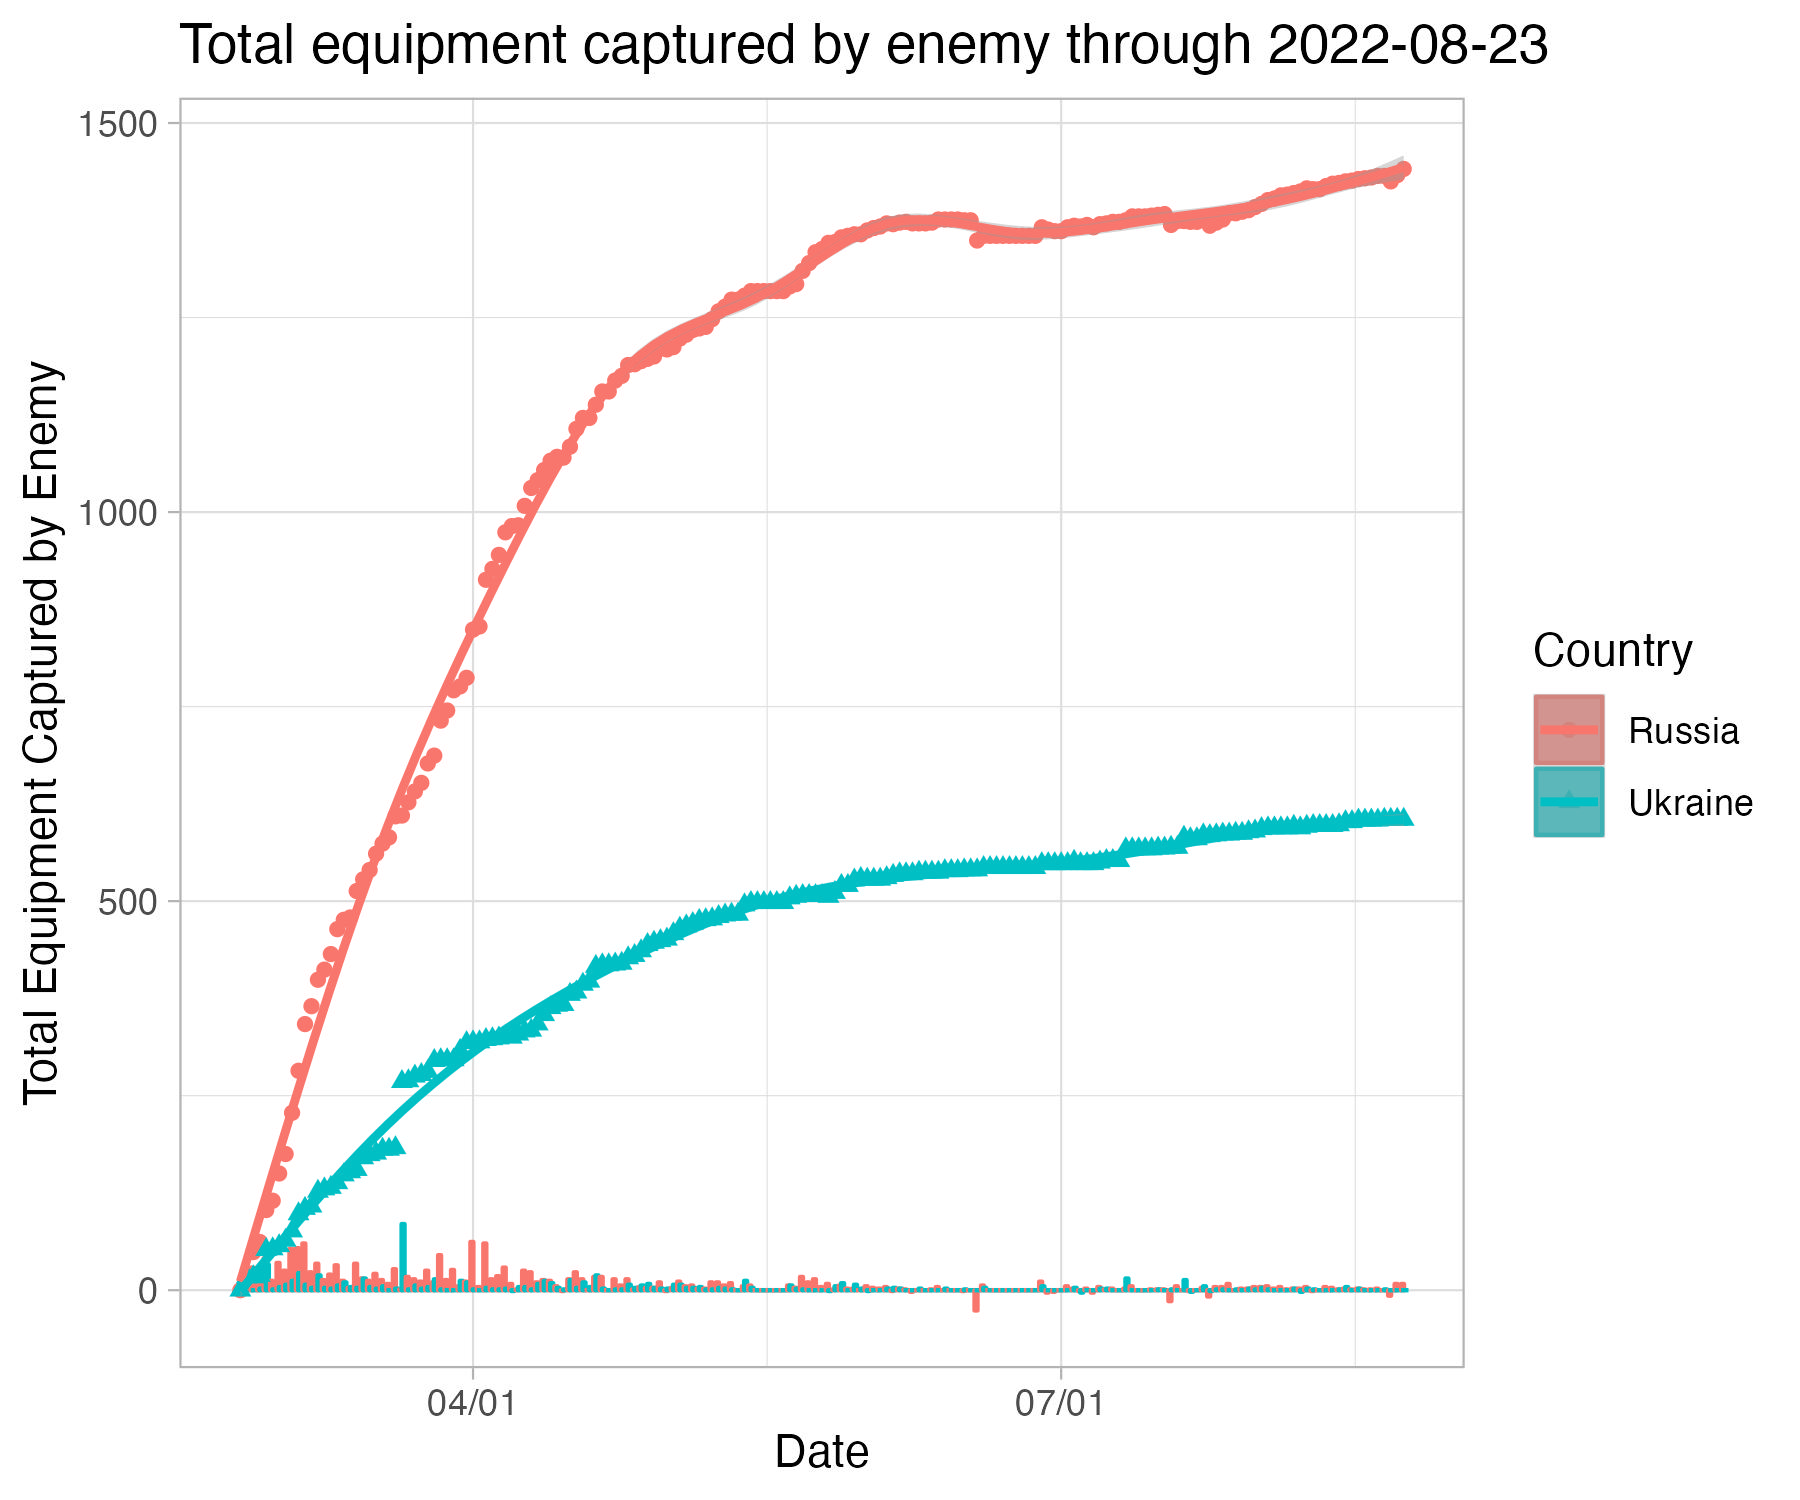 Total equipment captured by enemy through 2022-08-23
Total Equipment Captured by Enemy
1500
1000
500
0
04/01
07/01
Date
Country
Russia
Ukraine